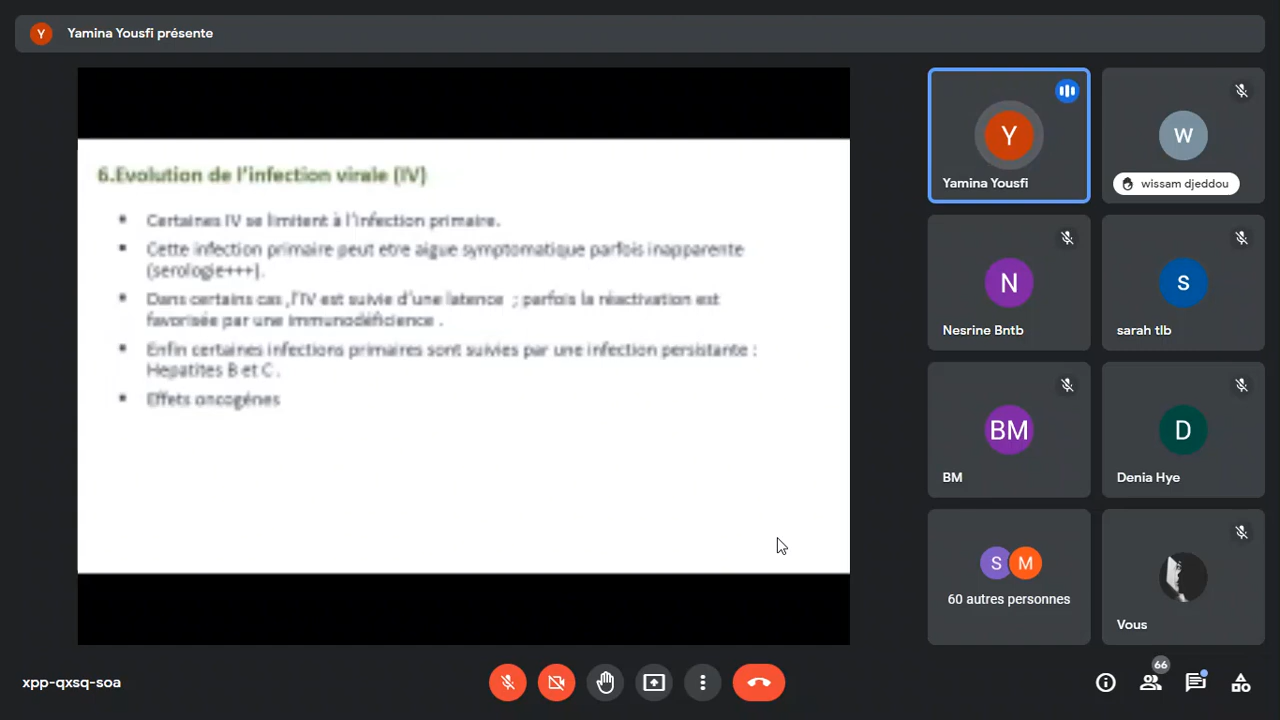 Y Yamina Yousfi présente
6.Evolution de l'infection virale (IV)
Certaines IV se limitent à l'infection primaire.
Cette infection primaire peut etre aigue symptomatique parfois inapparente
(serologie+++).
Dans certains cas ,l'IV est suivie d'une latence ; parfois la réactivation est
favorisée par une immunodéficience .
Enfin certaines infections primaires sont suivies par une infection persistante :
Hepatites B et C .
Effets oncogénes
Y
Yamina Yousfi
W
wissam djeddou
N
Nesrine Bntb
s
sarah tlb
BM
BM
D
Denia Hye
S M
60 autres personnes
Vous
xpp-qxsq-soa
66